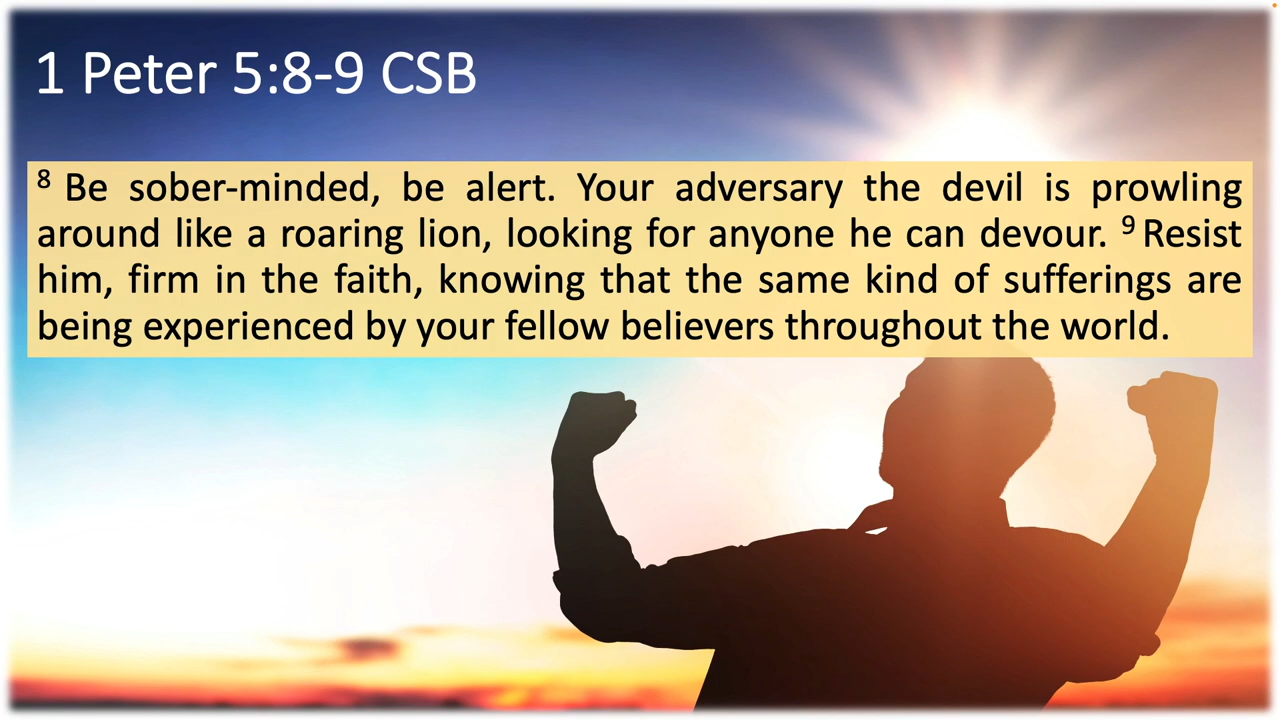 1 Peter 5:8-9 CSB
⁸ Be sober-minded, be alert. Your adversary the devil is prowling
around like a roaring lion, looking for anyone he can devour. ⁹ Resist
him, firm in the faith, knowing that the same kind of sufferings are
being experienced by your fellow believers throughout the world.